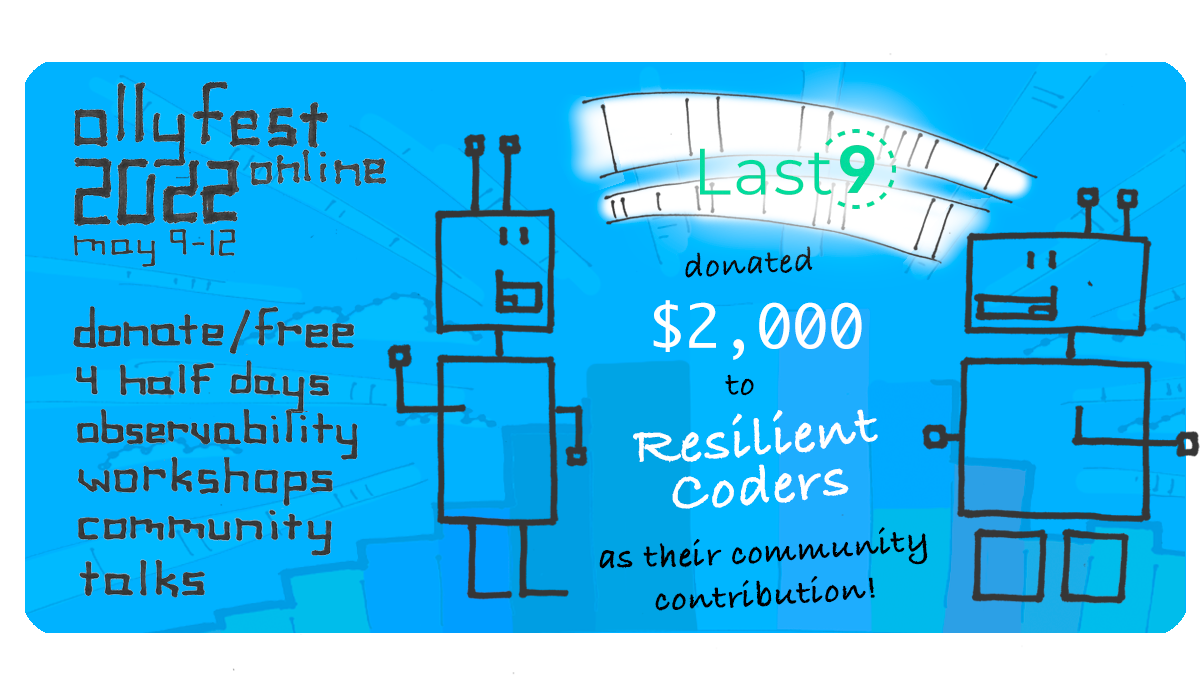 ollyfest
2022 online
may 9-12
donate/free
4 half days
observability
workshops
community
talks
Last9
donated
$2,000
to
Resilient
Coders
as their community
contribution!